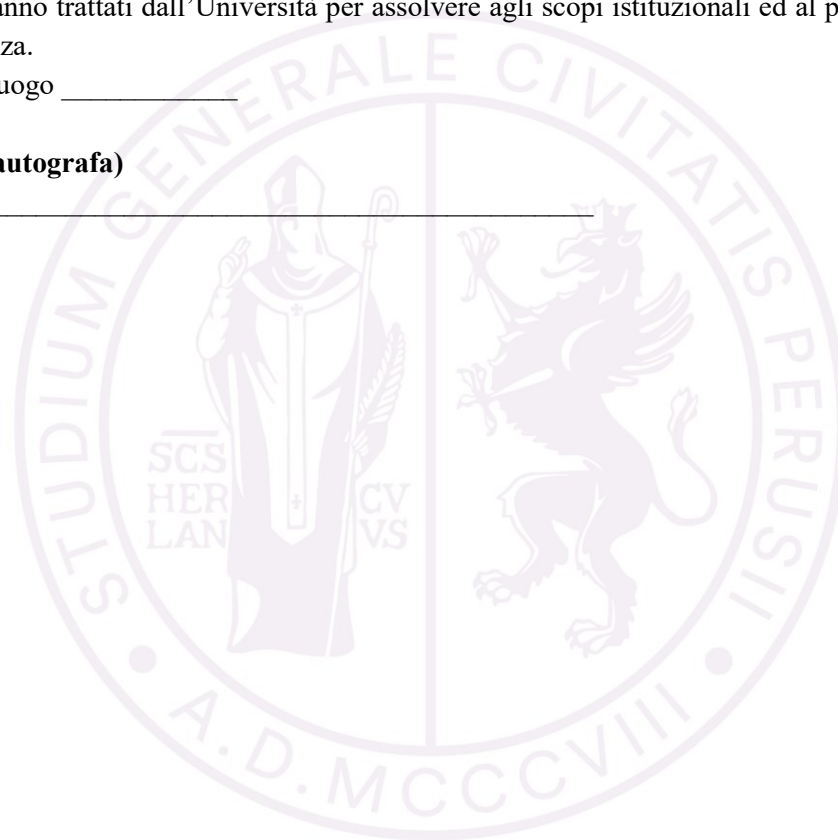 anno trattati dall'Università per assolvere agli scopi istituzionali ed al p
za.
uogo ____________
autografa)
STUDIUM GENERALE CIVITATIS PERUSII
SCS
HER
LAN
CV
VS
A.D. MCCCVIII